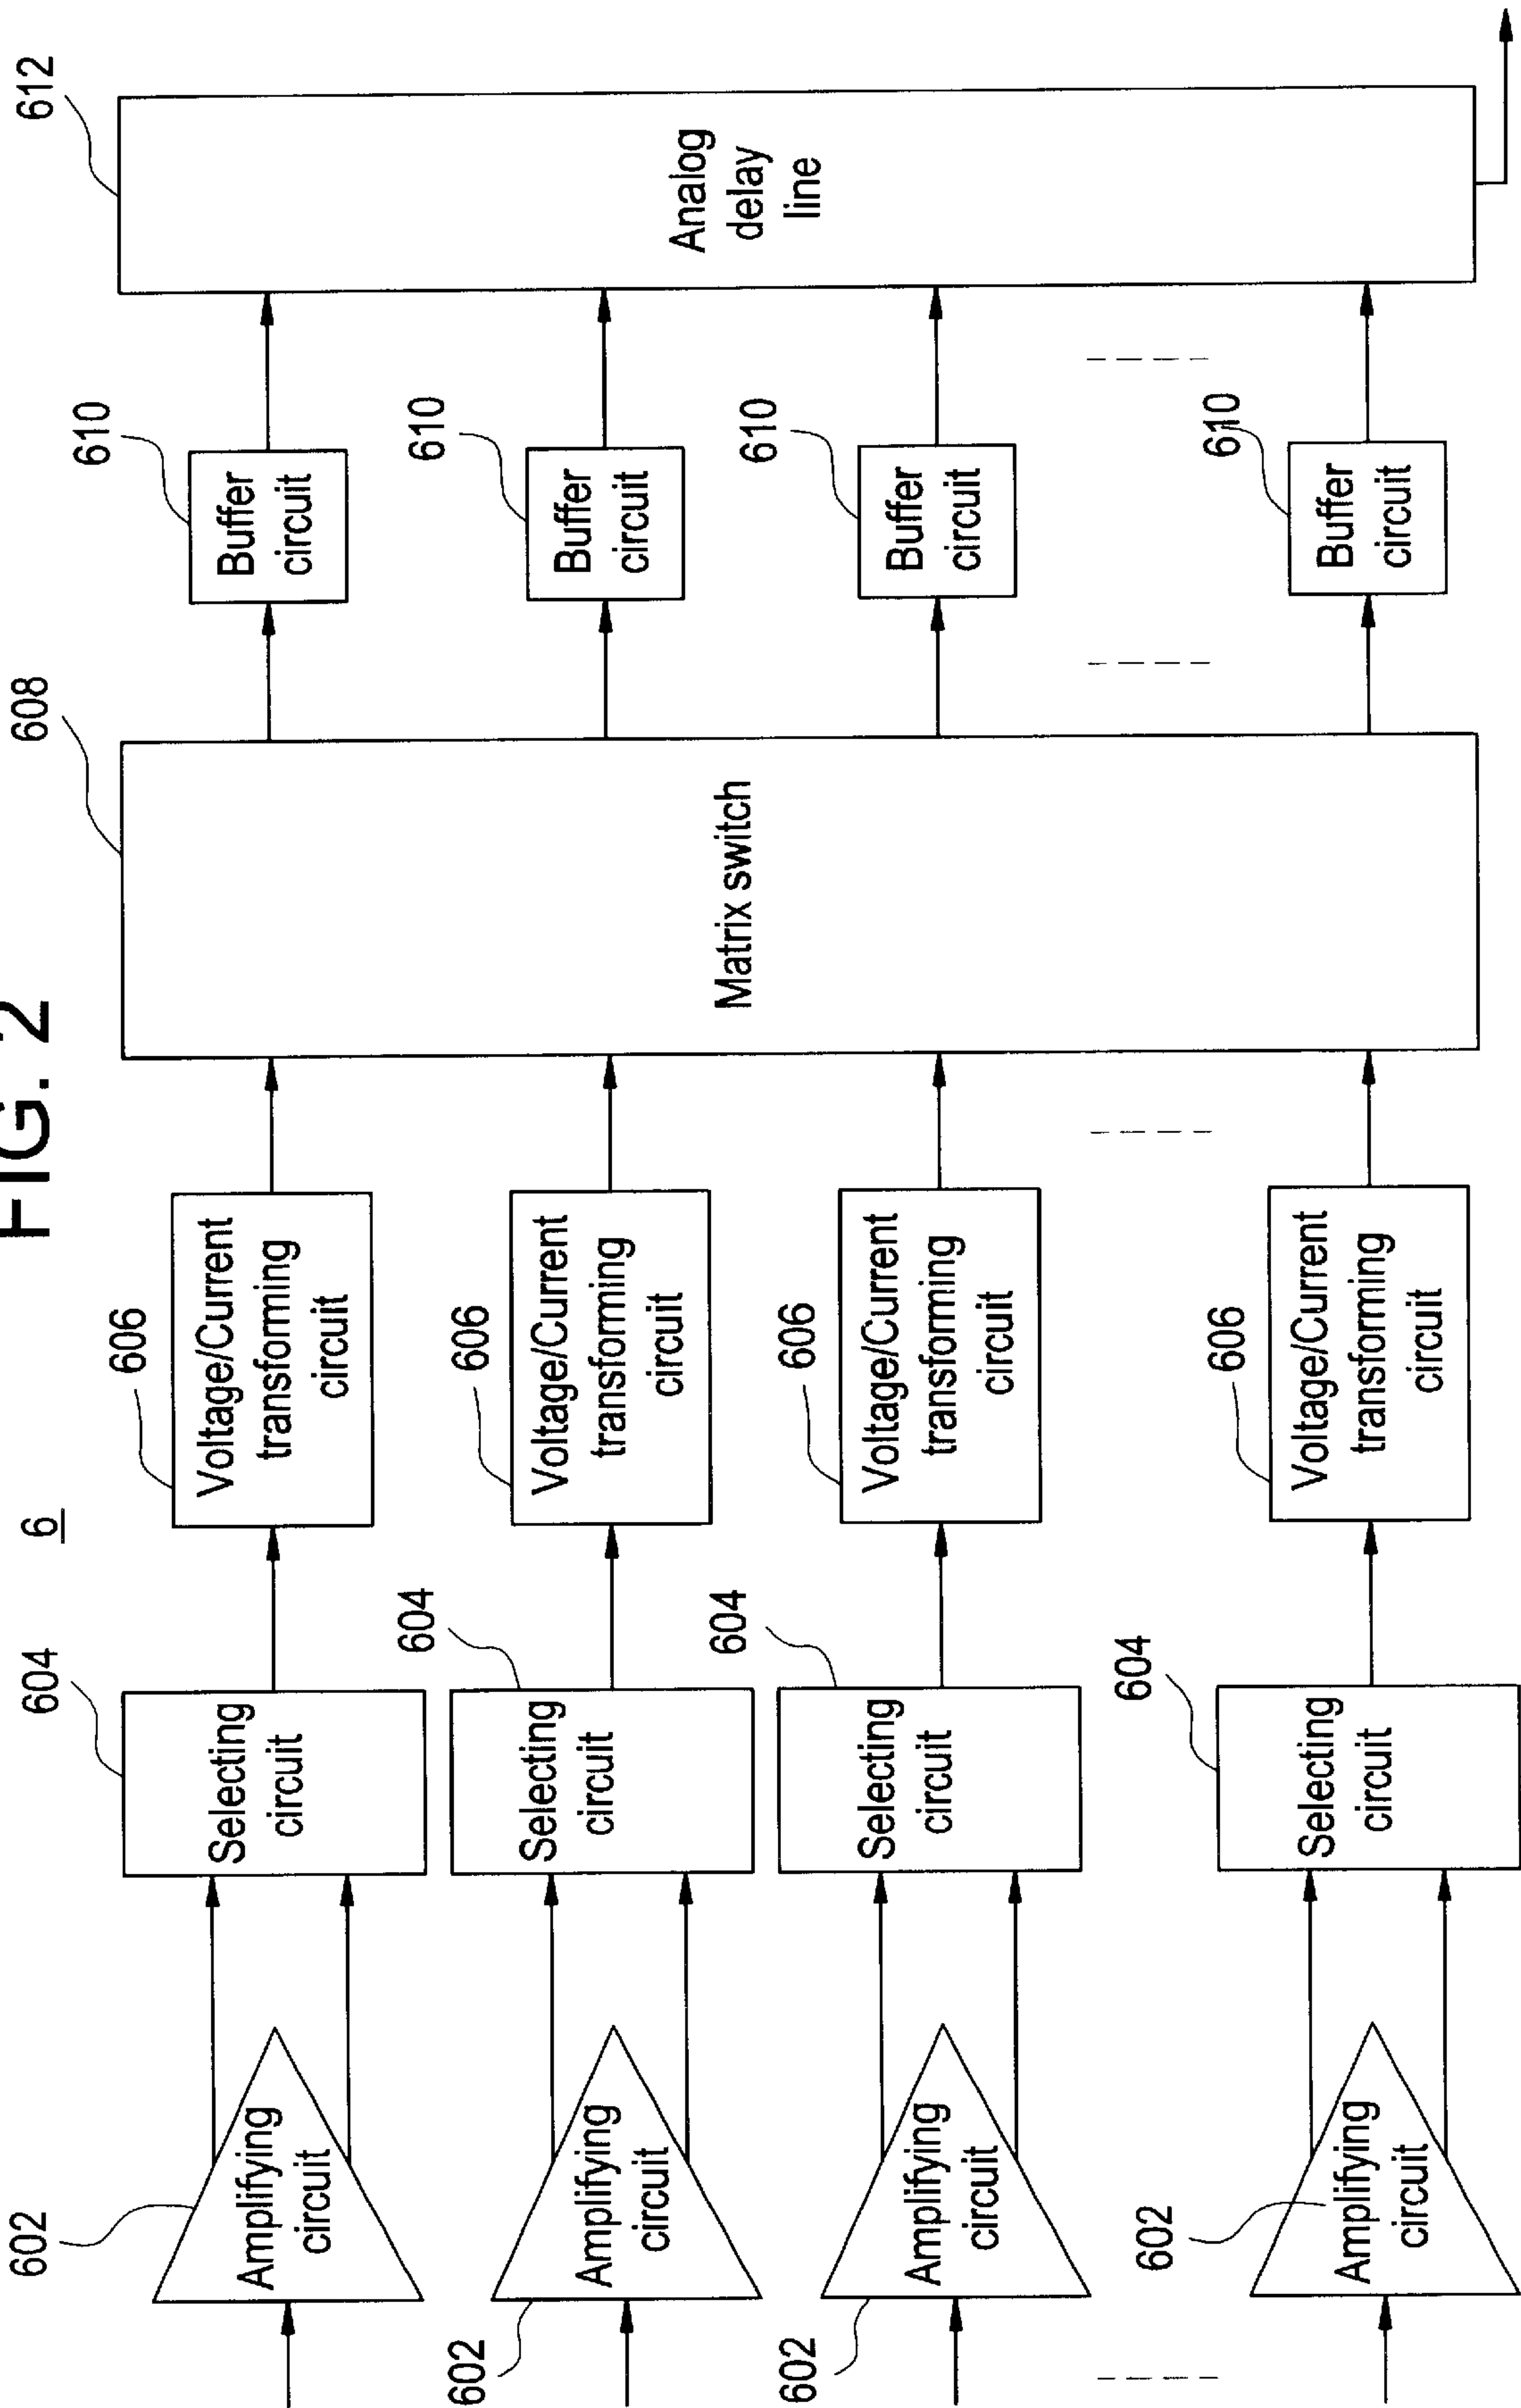 FIG. 2
6
602
Amplifying
circuit
604
Selecting
circuit
606
Voltage/Current
transforming
circuit
608
Matrix switch
610
Buffer
circuit
612
Analog
delay
line
602
Amplifying
circuit
604
Selecting
circuit
606
Voltage/Current
transforming
circuit
610
Buffer
circuit
602
Amplifying
circuit
604
Selecting
circuit
606
Voltage/Current
transforming
circuit
610
Buffer
circuit
602
Amplifying
circuit
604
Selecting
circuit
606
Voltage/Current
transforming
circuit
610
Buffer
circuit